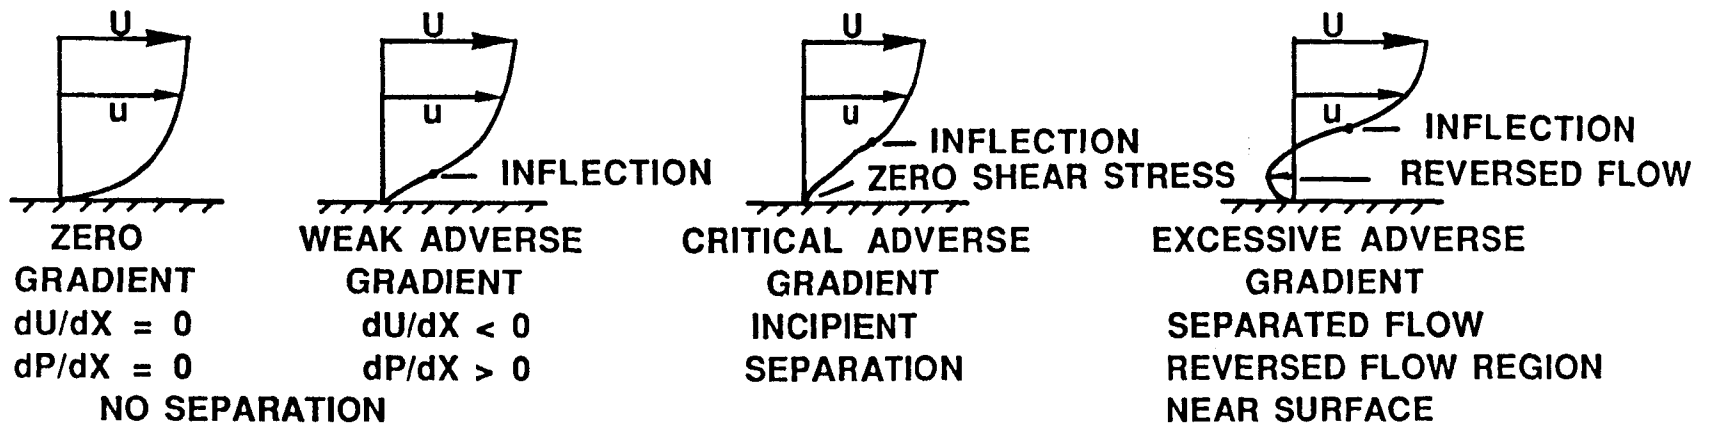 U
u
ZERO
GRADIENT
dU/dX = 0
dP/dX = 0
U
u
INFLECTION
WEAK ADVERSE
GRADIENT
dU/dX < 0
dP/dX > 0
NO SEPARATION
U
u
INFLECTION
ZERO SHEAR STRESS
CRITICAL ADVERSE
GRADIENT
INCIPIENT
SEPARATION
U
u
INFLECTION
REVERSED FLOW
EXCESSIVE ADVERSE
GRADIENT
SEPARATED FLOW
REVERSED FLOW REGION
NEAR SURFACE